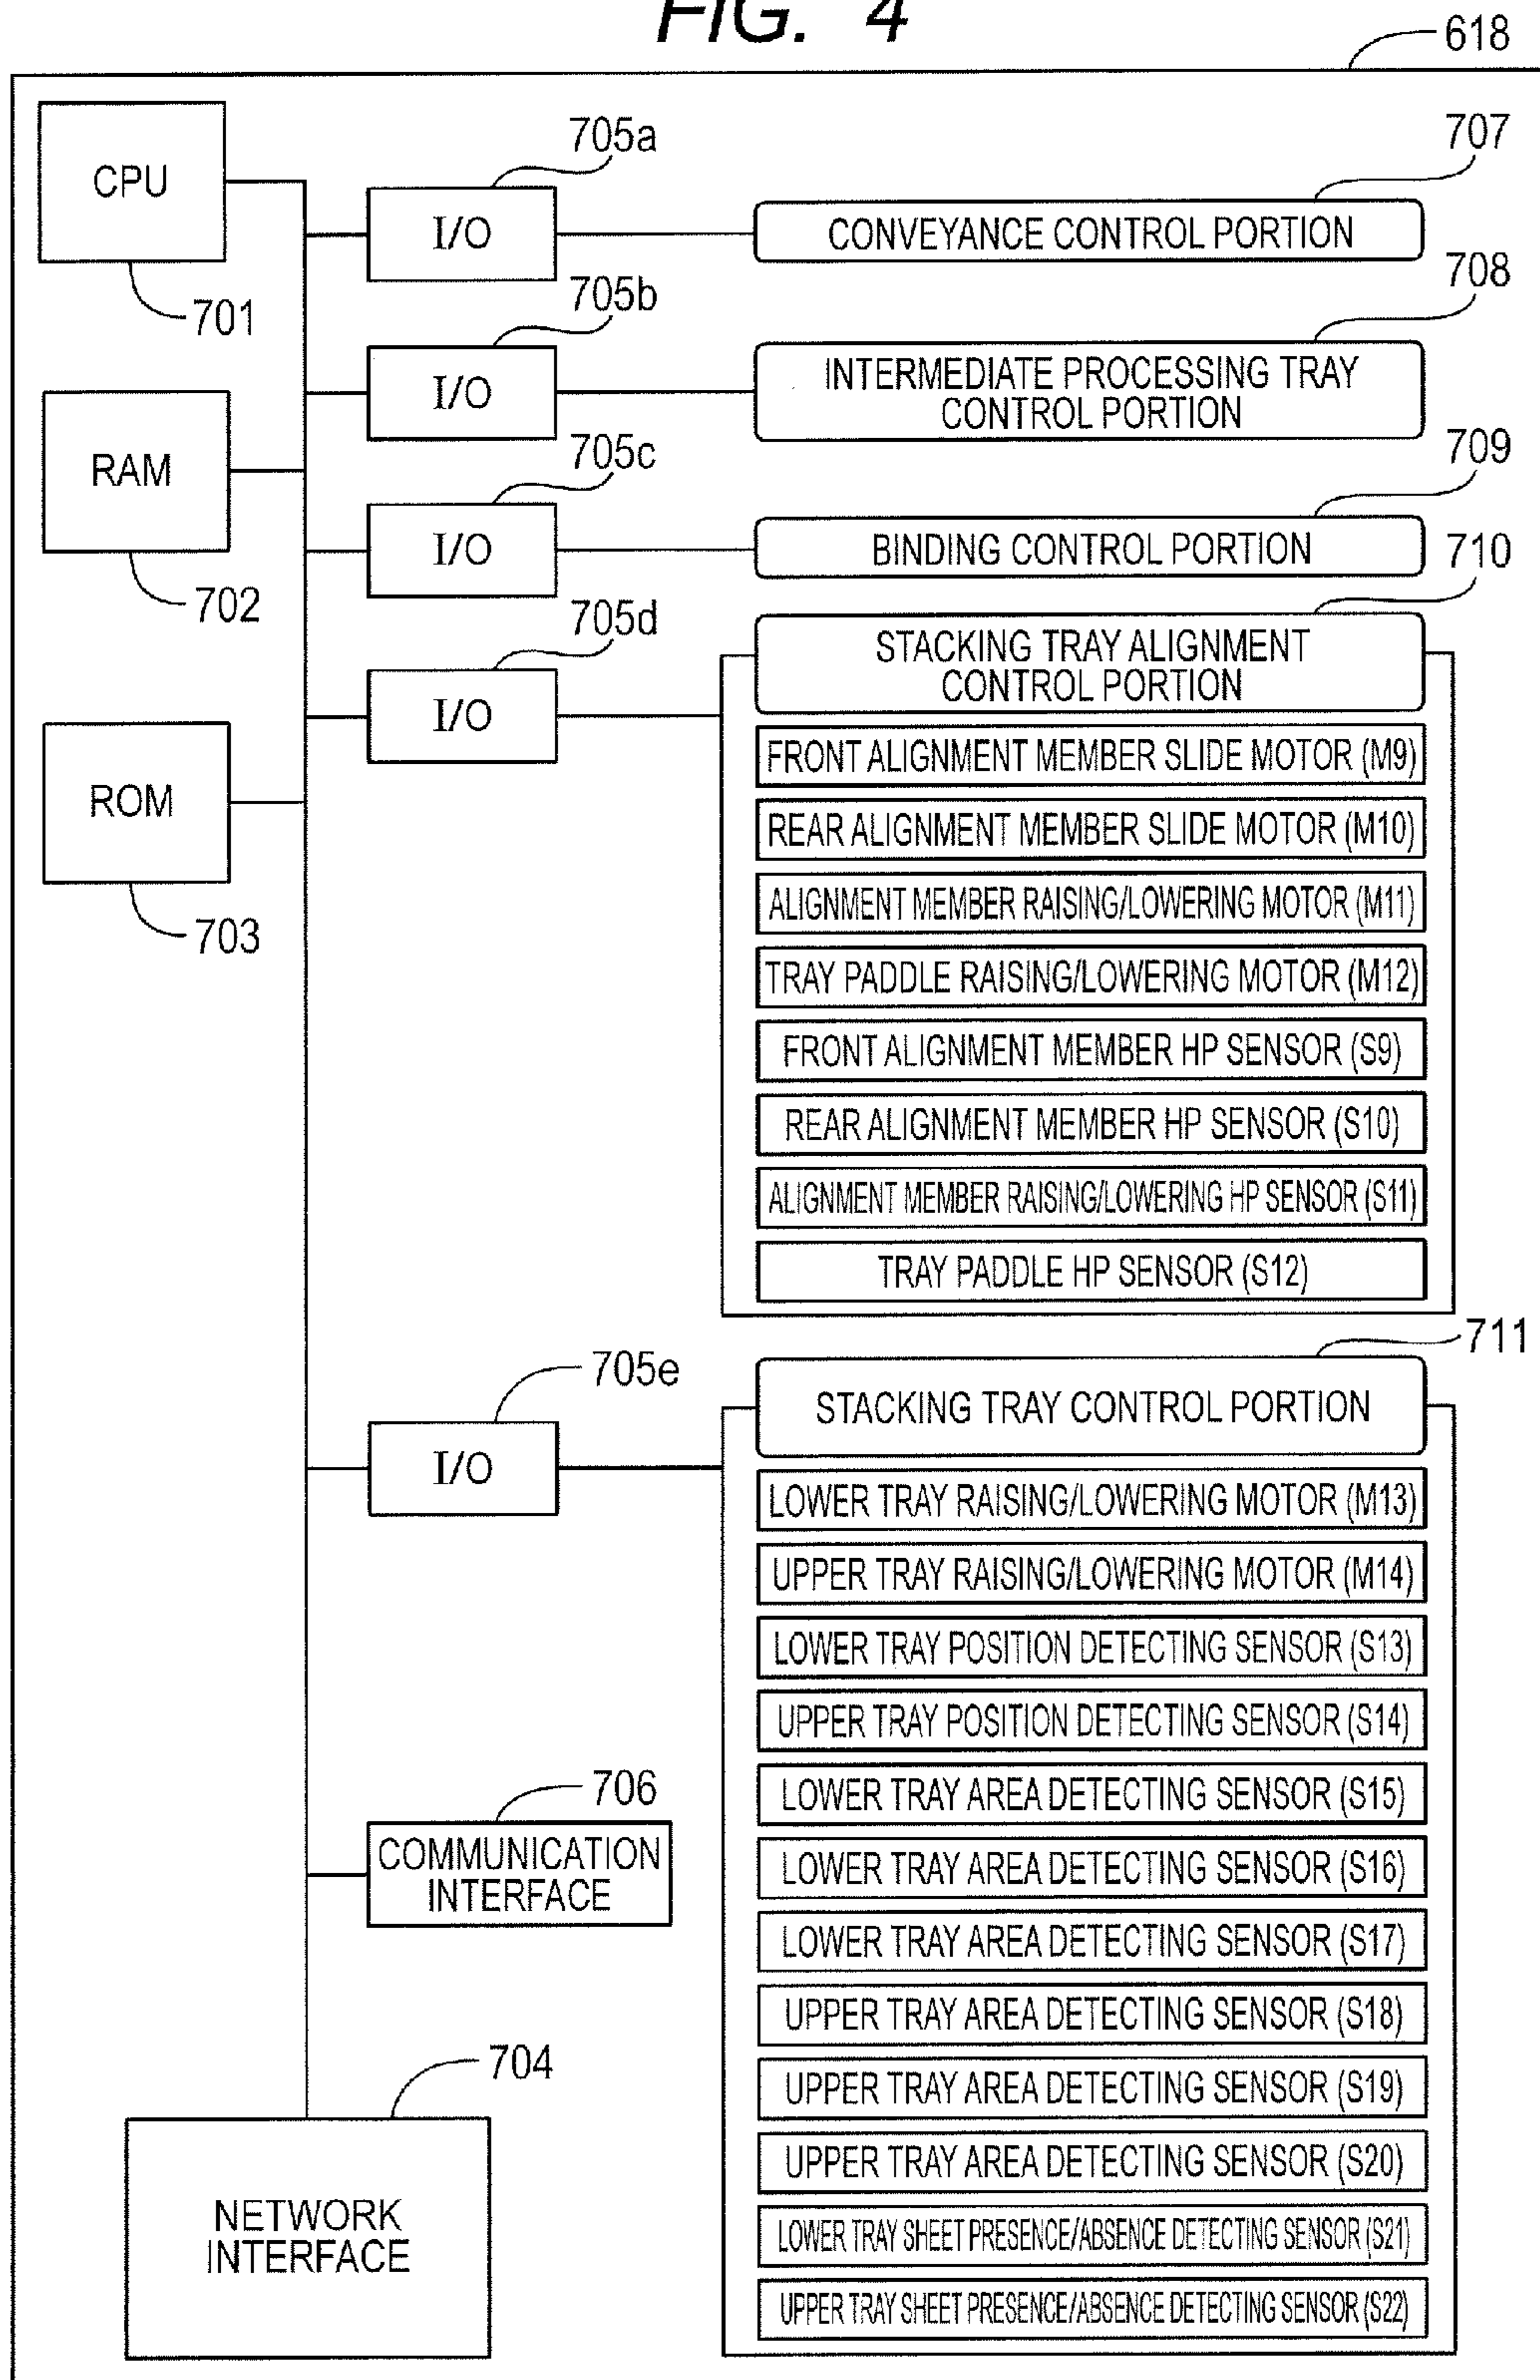 FIG. 4
618
CPU
701
705a
I/O
707
CONVEYANCE CONTROL PORTION
705b
I/O
708
INTERMEDIATE PROCESSING TRAY
CONTROL PORTION
RAM
702
705c
I/O
709
BINDING CONTROL PORTION
705d
I/O
710
STACKING TRAY ALIGNMENT
CONTROL PORTION
ROM
703
FRONT ALIGNMENT MEMBER SLIDE MOTOR (M9)
REAR ALIGNMENT MEMBER SLIDE MOTOR (M10)
ALIGNMENT MEMBER RAISING/LOWERING MOTOR (M11)
TRAY PADDLE RAISING/LOWERING MOTOR (M12)
FRONT ALIGNMENT MEMBER HP SENSOR (S9)
REAR ALIGNMENT MEMBER HP SENSOR (S10)
ALIGNMENT MEMBER RAISING/LOWERING HP SENSOR (S11)
TRAY PADDLE HP SENSOR (S12)
705e
I/O
711
STACKING TRAY CONTROL PORTION
LOWER TRAY RAISING/LOWERING MOTOR (M13)
UPPER TRAY RAISING/LOWERING MOTOR (M14)
LOWER TRAY POSITION DETECTING SENSOR (S13)
UPPER TRAY POSITION DETECTING SENSOR (S14)
LOWER TRAY AREA DETECTING SENSOR (S15)
LOWER TRAY AREA DETECTING SENSOR (S16)
LOWER TRAY AREA DETECTING SENSOR (S17)
UPPER TRAY AREA DETECTING SENSOR (S18)
UPPER TRAY AREA DETECTING SENSOR (S19)
UPPER TRAY AREA DETECTING SENSOR (S20)
LOWER TRAY SHEET PRESENCE/ABSENCE DETECTING SENSOR (S21)
UPPER TRAY SHEET PRESENCE/ABSENCE DETECTING SENSOR (S22)
706
COMMUNICATION
INTERFACE
704
NETWORK
INTERFACE